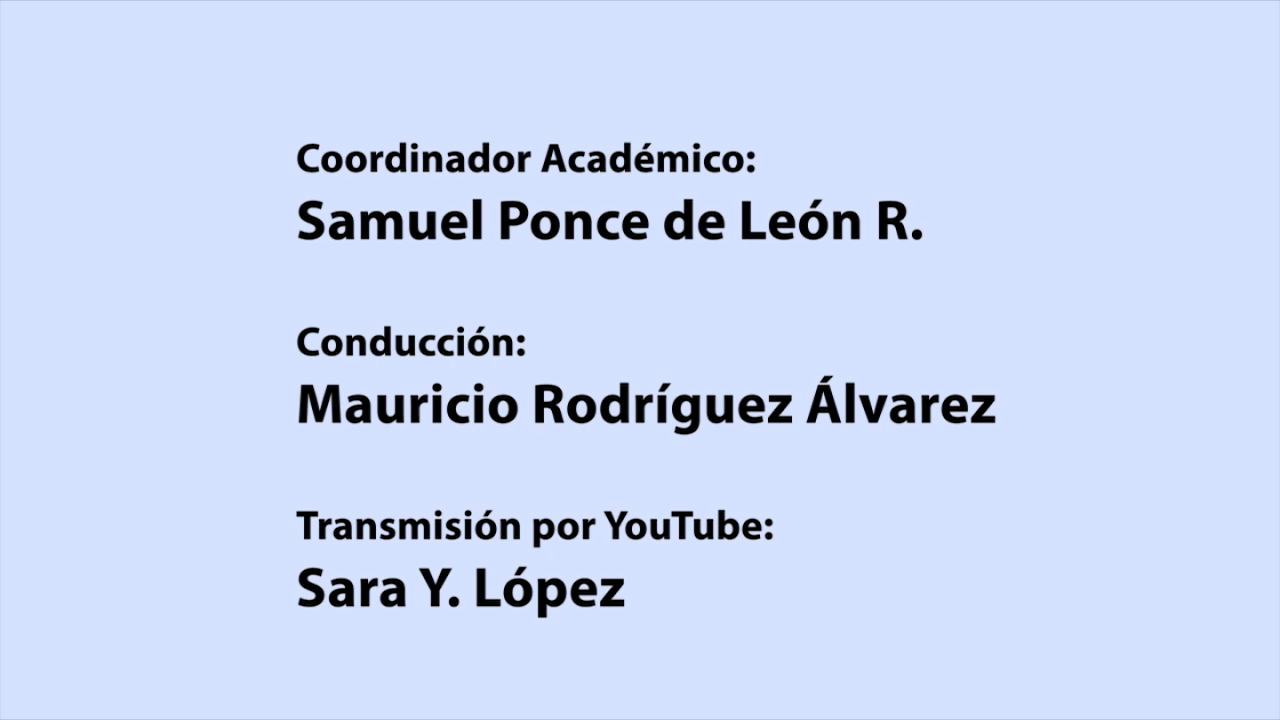 Coordinador Académico:
Samuel Ponce de León R.
Conducción:
Mauricio Rodríguez Álvarez
Transmisión por YouTube:
Sara Y. López